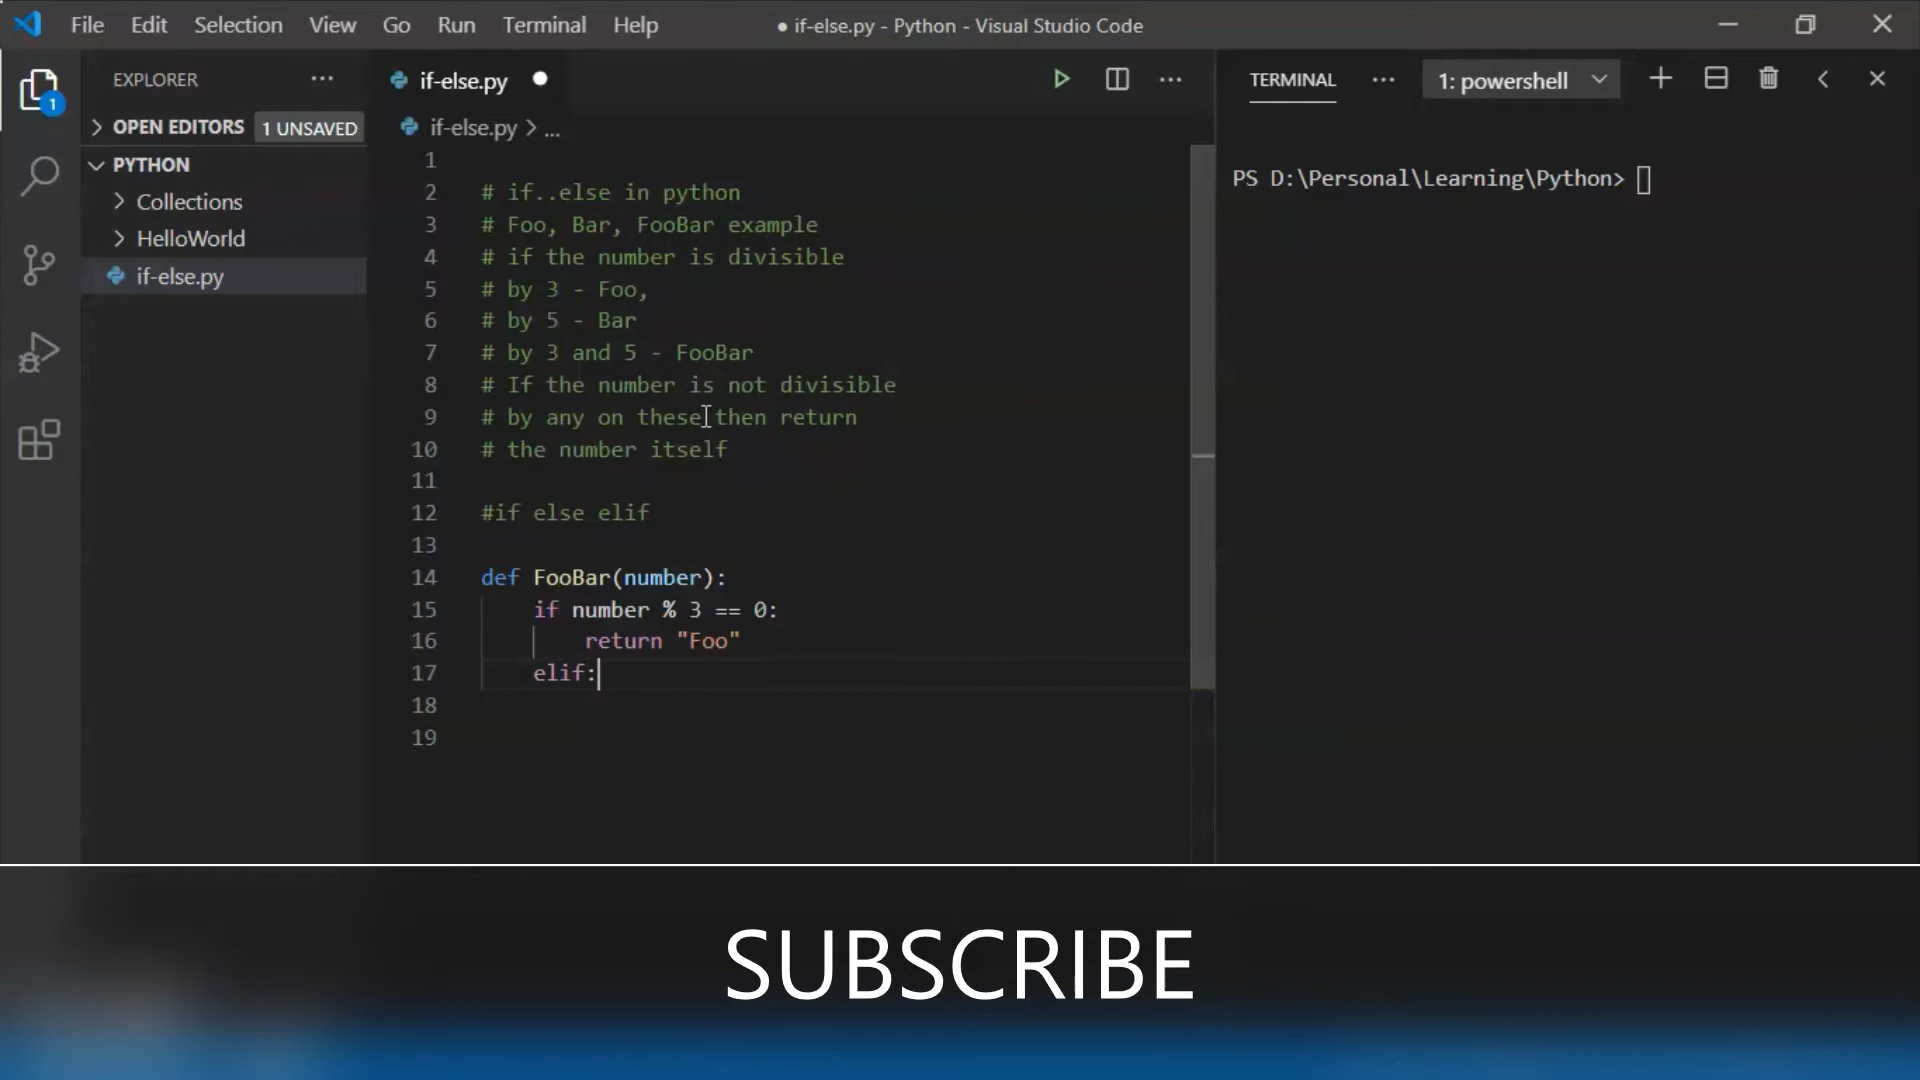 File Edit Selection View Go Run Terminal Help ● if-else.py - Python - Visual Studio Code
EXPLORER ...
if-else.py ●
TERMINAL ... 1: powershell
1
OPEN EDITORS 1 UNSAVED
if-else.py > ...
PYTHON
Collections
HelloWorld
if-else.py
1
2 # if..else in python
3 # Foo, Bar, FooBar example
4 # if the number is divisible
5 # by 3 - Foo,
6 # by 5 - Bar
7 # by 3 and 5 - FooBar
8 # If the number is not divisible
9 # by any on these then return
10 # the number itself
11
12 #if else elif
13
14 def FooBar(number):
15 if number % 3 == 0:
16 return "Foo"
17 elif:
18
19
PS D:\Personal\Learning\Python>
SUBSCRIBE